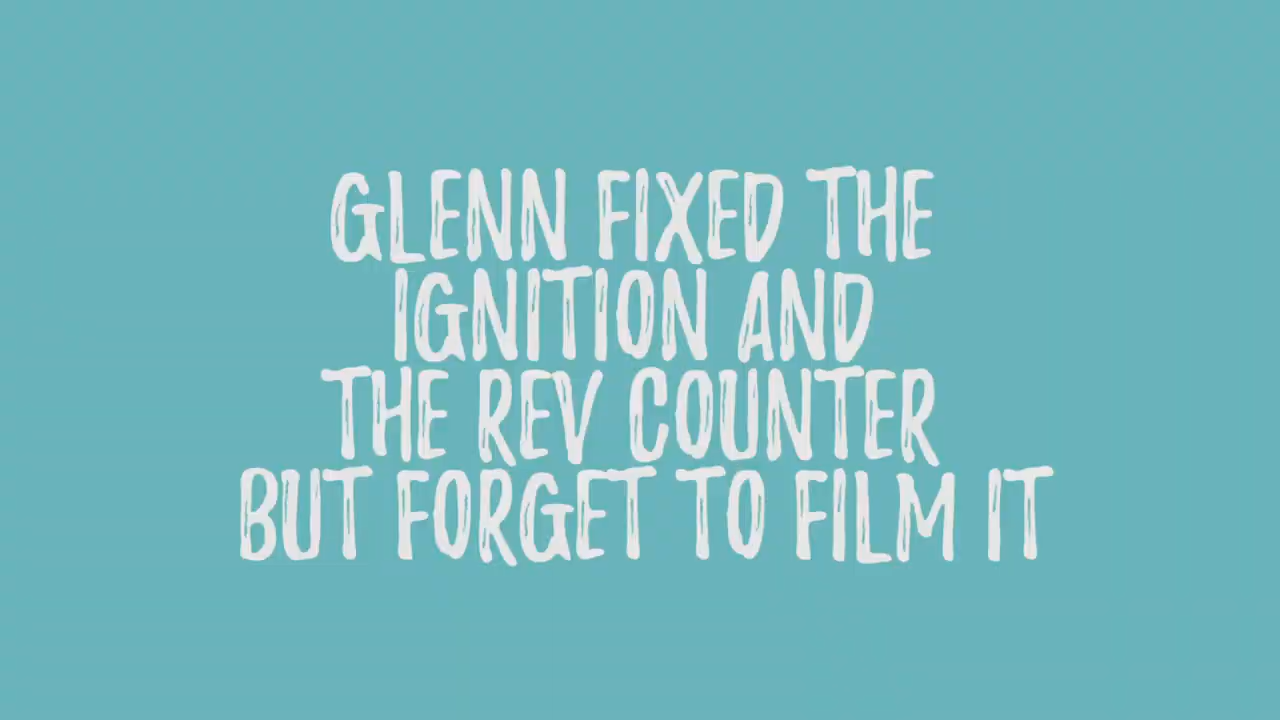 GLENN FIXED THE
IGNITION AND
THE REV COUNTER
BUT FORGET TO FILM IT